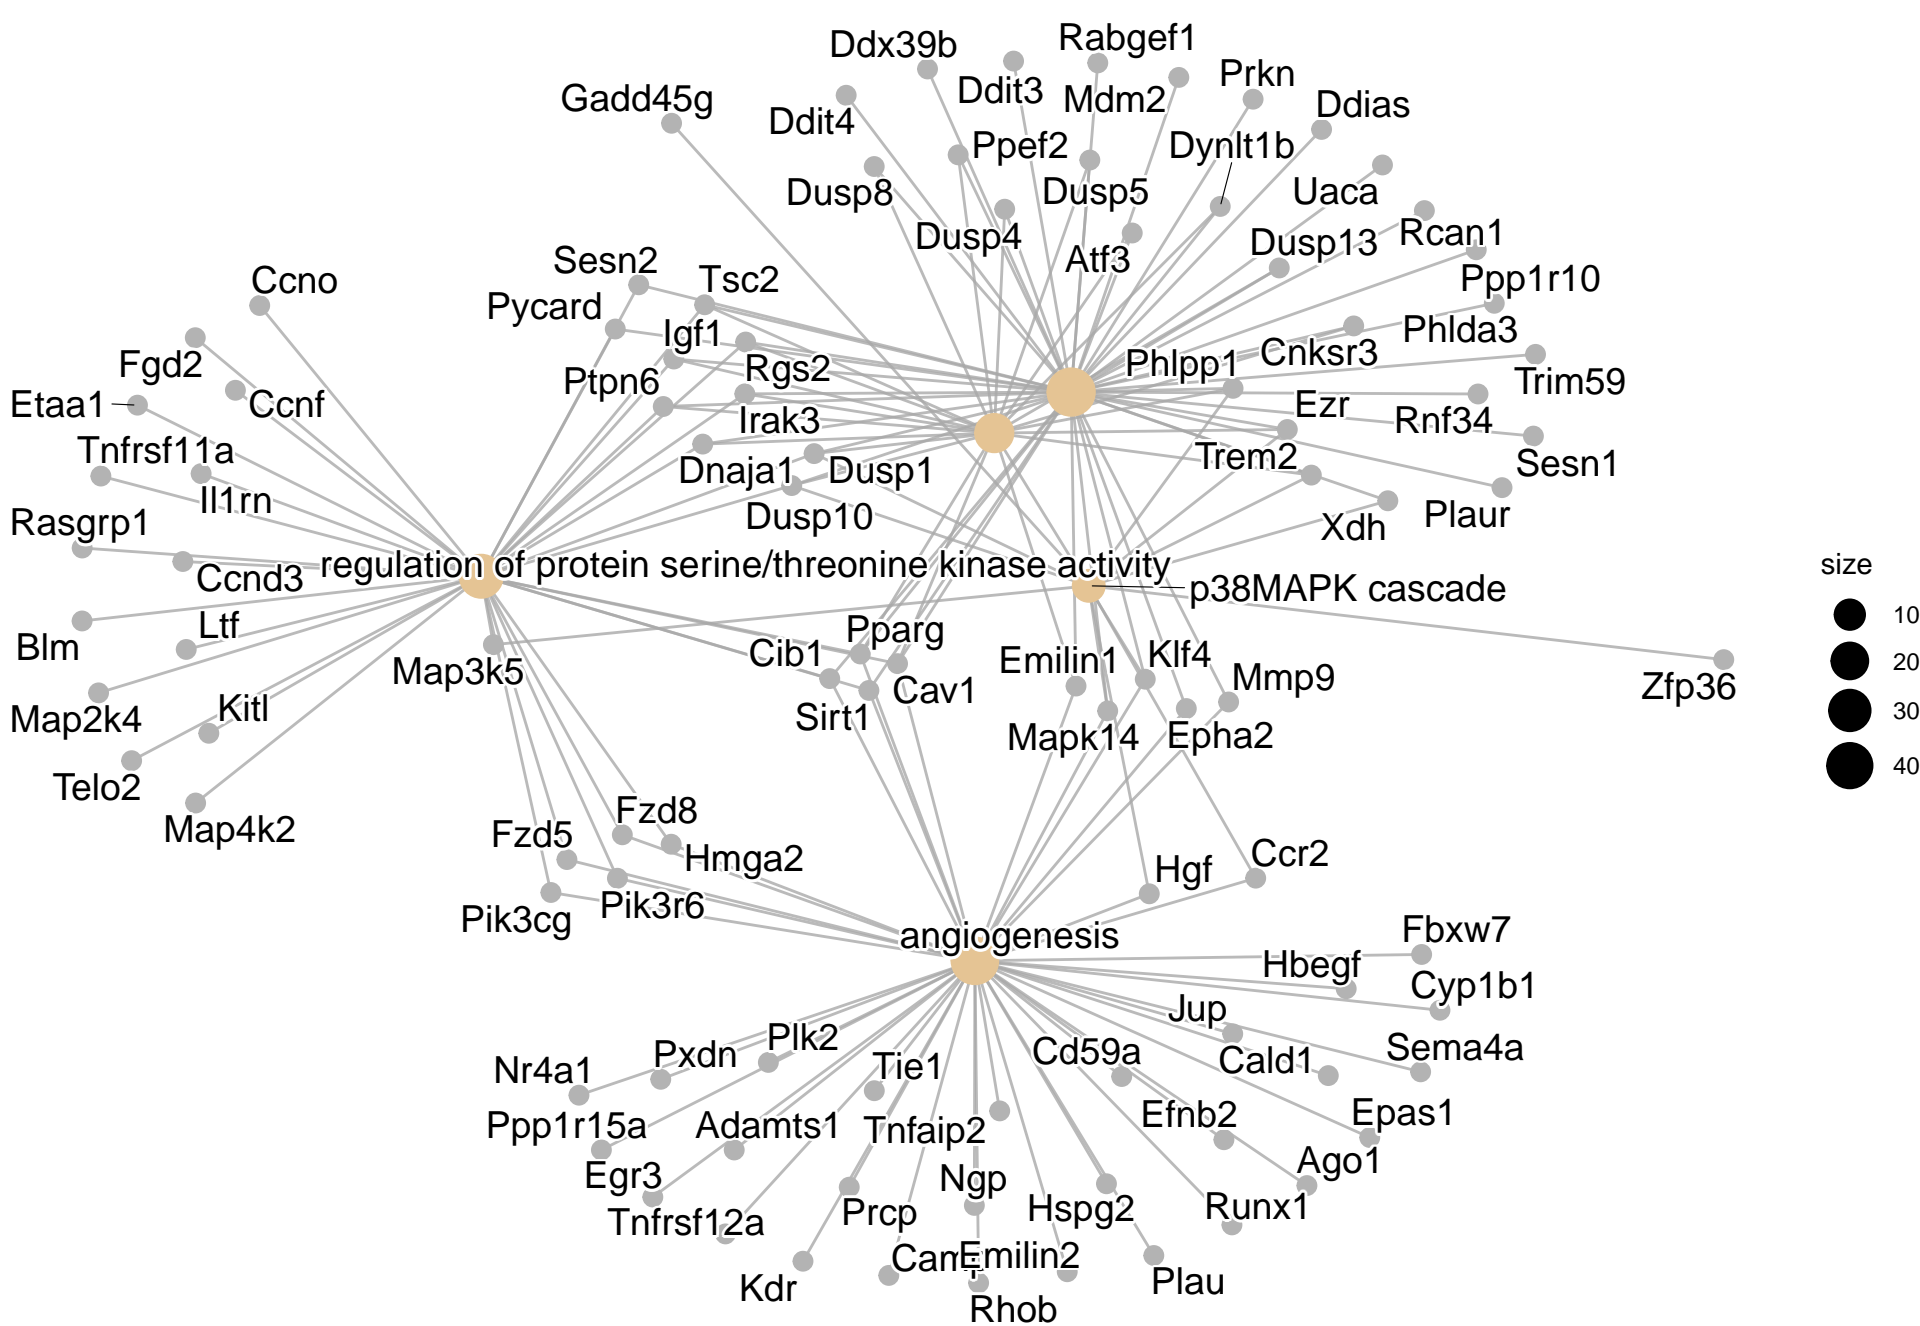 Rabgef1
Ddx39b
Prkn
Ddit3
Gadd45g
Mdm2
Ddias
Ddit4
Ppef2
Dynlt1b
Dusp8
Dusp5
Uaca
Dusp4
Rcan1
Dusp13
Sesn2
Atf3
Ccno
Tsc2
Ppp1r10
Pycard
Igf1
Phlda3
Cnksr3
Phlpp1
Fgd2
Rgs2
Ptpn6
Trim59
Etaa1
Ccnf
Ezr
Irak3
Rnf34
Tnfrsf11a
Trem2
Sesn1
Dnaja1
Dusp1
Il1rn
Plaur
Dusp10
Rasgrp1
Xdh
regulation of protein serine/threonine kinase activity
size
Ccnd3
p38MAPK cascade
10
Ltf
Pparg
Blm
Cib1
Klf4
Emilin1
20
Map3k5
Mmp9
Zfp36
Cav1
Kitl
30
Map2k4
Sirt1
Mapk14
Epha2
40
Telo2
Fzd8
Map4k2
Fzd5
Ccr2
Hmga2
Hgf
Pik3r6
Pik3cg
Fbxw7
angiogenesis
Hbegf
Cyp1b1
Jup
Plk2
Sema4a
Cd59a
Pxdn
Cald1
Tie1
Nr4a1
Epas1
Efnb2
Ppp1r15a
Adamts1
Tnfaip2
Ago1
Egr3
Ngp
Runx1
Hspg2
Prcp
Tnfrsf12a
Emilin2
Plau
Kdr
Rhob